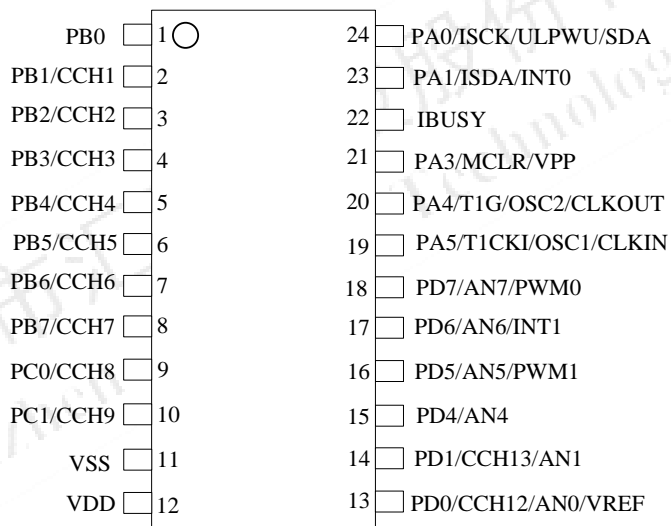 PB0 1 24 PA0/ISCK/ULPWU/SDA
PB1/CCH1 2 23 PA1/ISDA/INT0
PB2/CCH2 3 22 IBUSY
PB3/CCH3 4 21 PA3/MCLR/VPP
PB4/CCH4 5 20 PA4/T1G/OSC2/CLKOUT
PB5/CCH5 6 19 PA5/T1CKI/OSC1/CLKIN
PB6/CCH6 7 18 PD7/AN7/PWM0
PB7/CCH7 8 17 PD6/AN6/INT1
PC0/CCH8 9 16 PD5/AN5/PWM1
PC1/CCH9 10 15 PD4/AN4
VSS 11 14 PD1/CCH13/AN1
VDD 12 13 PD0/CCH12/AN0/VREF